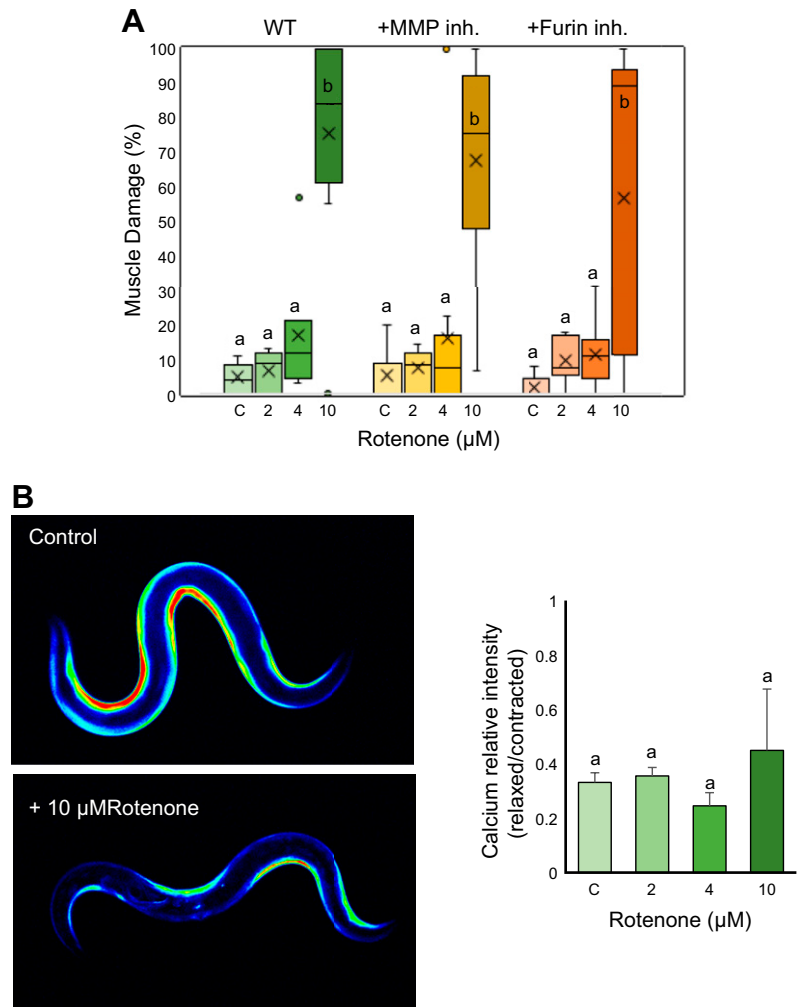 A
WT
+MMP inh.
+Furin inh.
Muscle Damage (%)
100
90
80
70
60
50
40
30
20
10
0
a
a
a
b
a
a
a
b
a
a
a
b
C 2 4 10
C 2 4 10
C 2 4 10
Rotenone (µM)
B
Control
+ 10 µMRotenone
Calcium relative intensity
(relaxed/contracted)
1
0.8
0.6
0.4
0.2
0
a
a
a
a
C 2 4 10
Rotenone (µM)